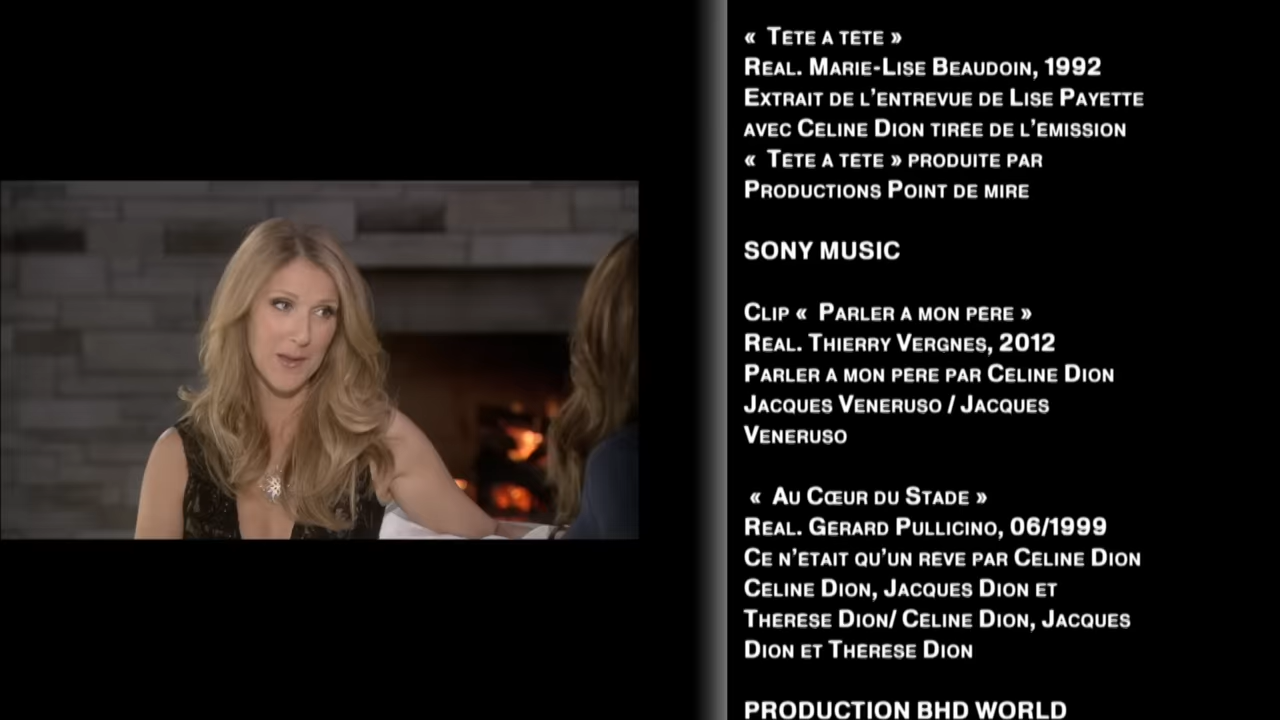 « TETE A TETE »
REAL. MARIE-LISE BEAUDOIN, 1992
EXTRAIT DE L'ENTREVUE DE LISE PAYETTE
AVEC CELINE DION TIREE DE L'EMISSION
« TETE A TETE » PRODUITE PAR
PRODUCTIONS POINT DE MIRE
SONY MUSIC
CLIP « PARLER A MON PERE »
REAL. THIERRY VERGNES, 2012
PARLER A MON PERE PAR CELINE DION
JACQUES VENERUSO / JACQUES
VENERUSO
« AU CŒUR DU STADE »
REAL. GERARD PULLICINO, 06/1999
CE N'ETAIT QU'UN REVE PAR CELINE DION
CELINE DION, JACQUES DION ET
THERESE DION/ CELINE DION, JACQUES
DION ET THERESE DION
PRODUCTION BHD WORLD